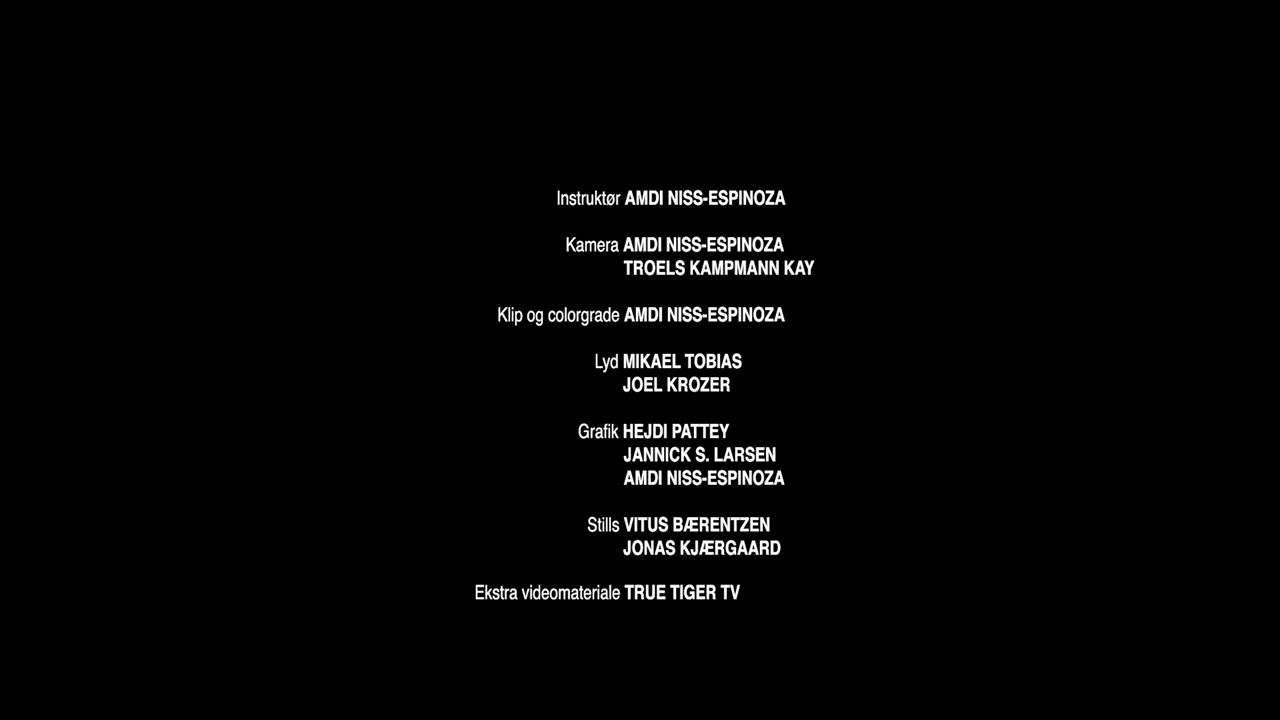 Instruktør AMDI NISS-ESPINOZA
Kamera AMDI NISS-ESPINOZA
TROELS KAMPMANN KAY
Klip og colorgrade AMDI NISS-ESPINOZA
Lyd MIKAEL TOBIAS
JOEL KROZER
Grafik HEJDI PATTEY
JANNICK S. LARSEN
AMDI NISS-ESPINOZA
Stills VITUS BÆRENTZEN
JONAS KJÆRGAARD
Ekstra videomateriale TRUE TIGER TV